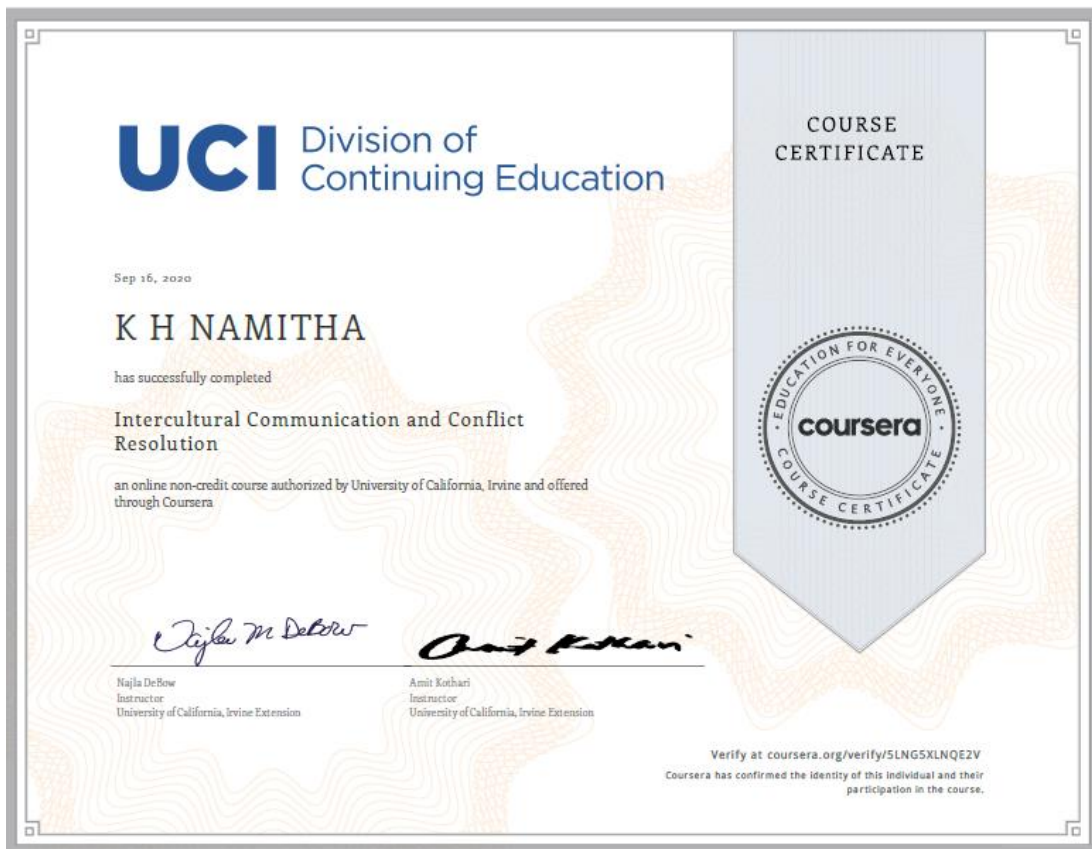 UCI Division of
Continuing Education
COURSE
CERTIFICATE
Sep 16, 2020
K H NAMITHA
has successfully completed
Intercultural Communication and Conflict
Resolution
an online non-credit course authorized by University of California, Irvine and offered
through Coursera
EDUCATION FOR EVERYONE
coursera
COURSE CERTIFICATE
Najla M DeBow
Amit Kothari
Najla DeBow
Instructor
University of California, Irvine Extension
Amit Kothari
Instructor
University of California, Irvine Extension
Verify at coursera.org/verify/5LNG5XLNQE2V
Coursera has confirmed the identity of this individual and their
participation in the course.